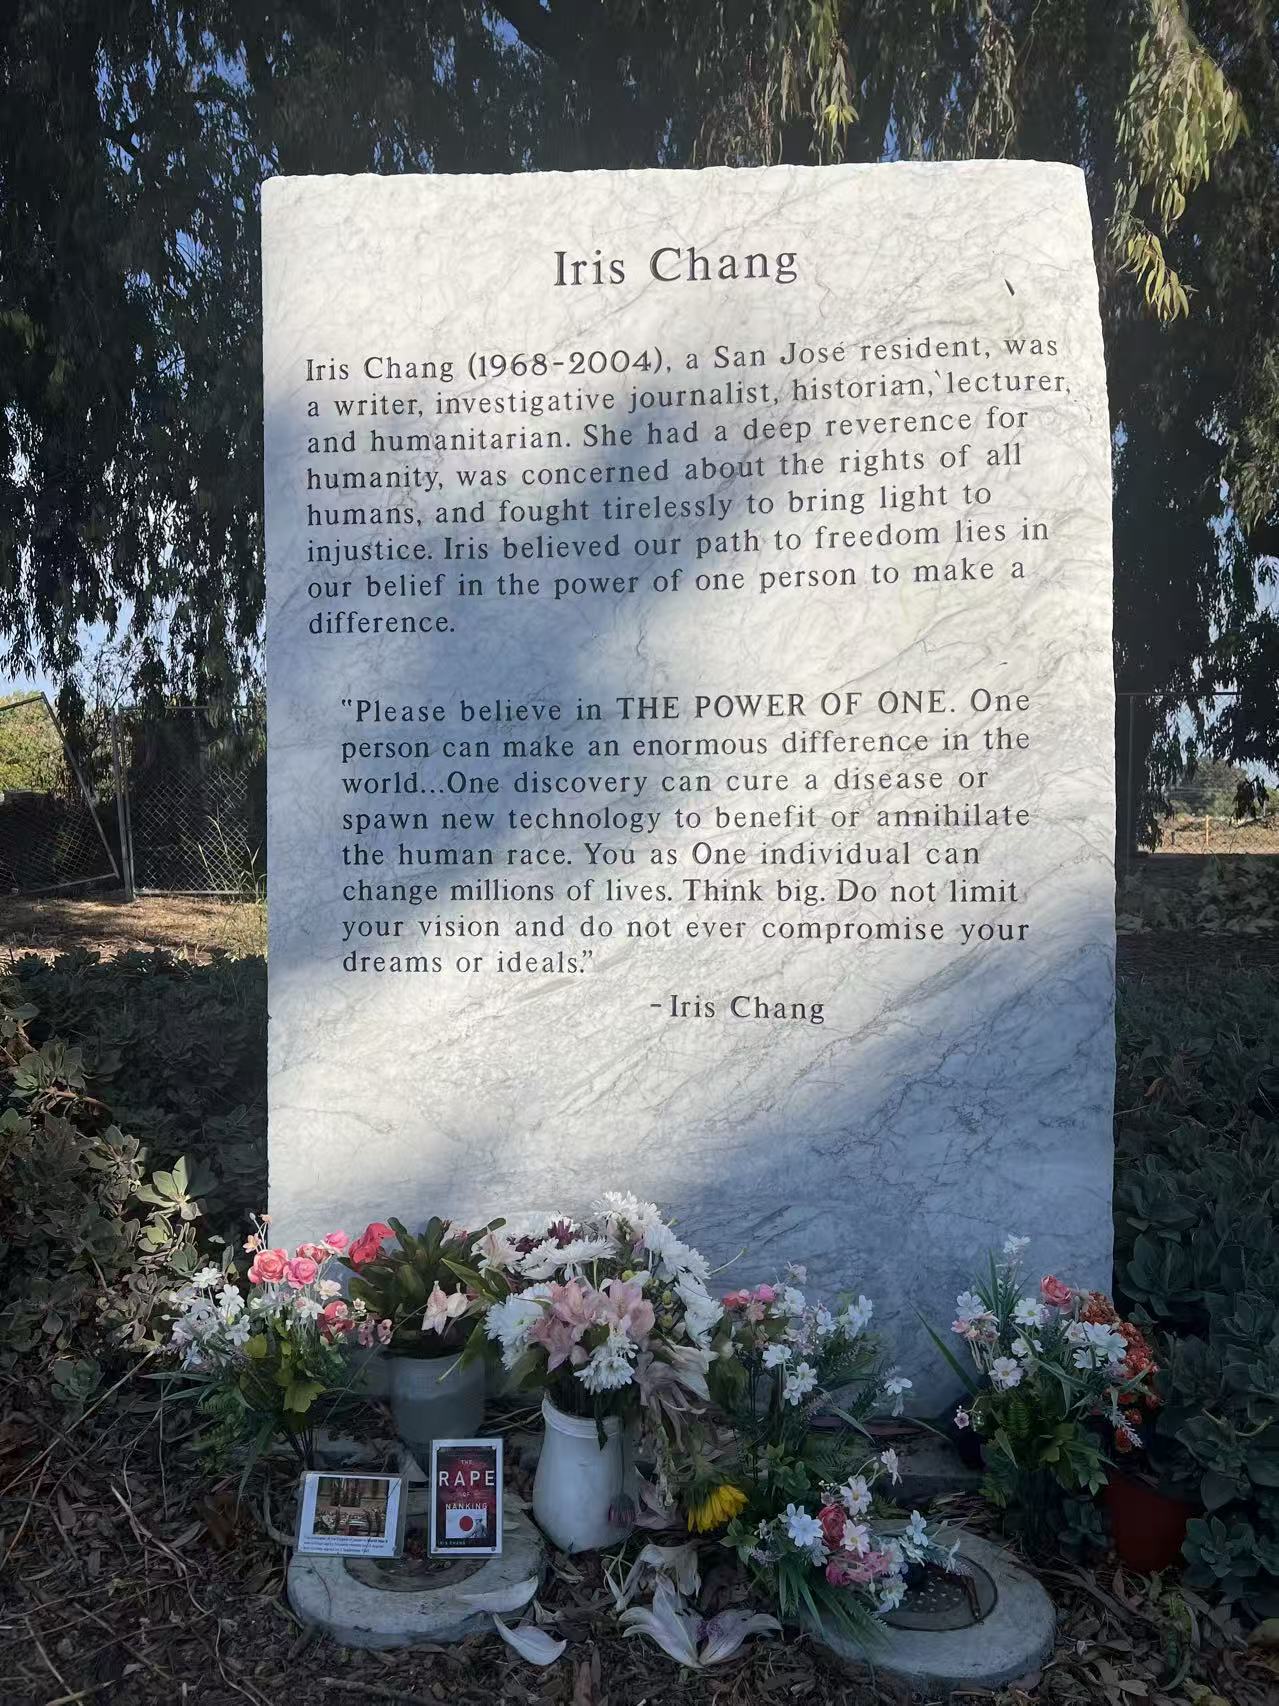 Iris Chang
Iris Chang (1968-2004), a San José resident, was
a writer, investigative journalist, historian, lecturer,
and humanitarian. She had a deep reverence for
humanity, was concerned about the rights of all
humans, and fought tirelessly to bring light to
injustice. Iris believed our path to freedom lies in
our belief in the power of one person to make a
difference.
"Please believe in THE POWER OF ONE. One
person can make an enormous difference in the
world...One discovery can cure a disease or
spawn new technology to benefit or annihilate
the human race. You as One individual can
change millions of lives. Think big. Do not limit
your vision and do not ever compromise your
dreams or ideals."
-Iris Chang
THE
RAPE
OF
NANKING
IRIS CHANG